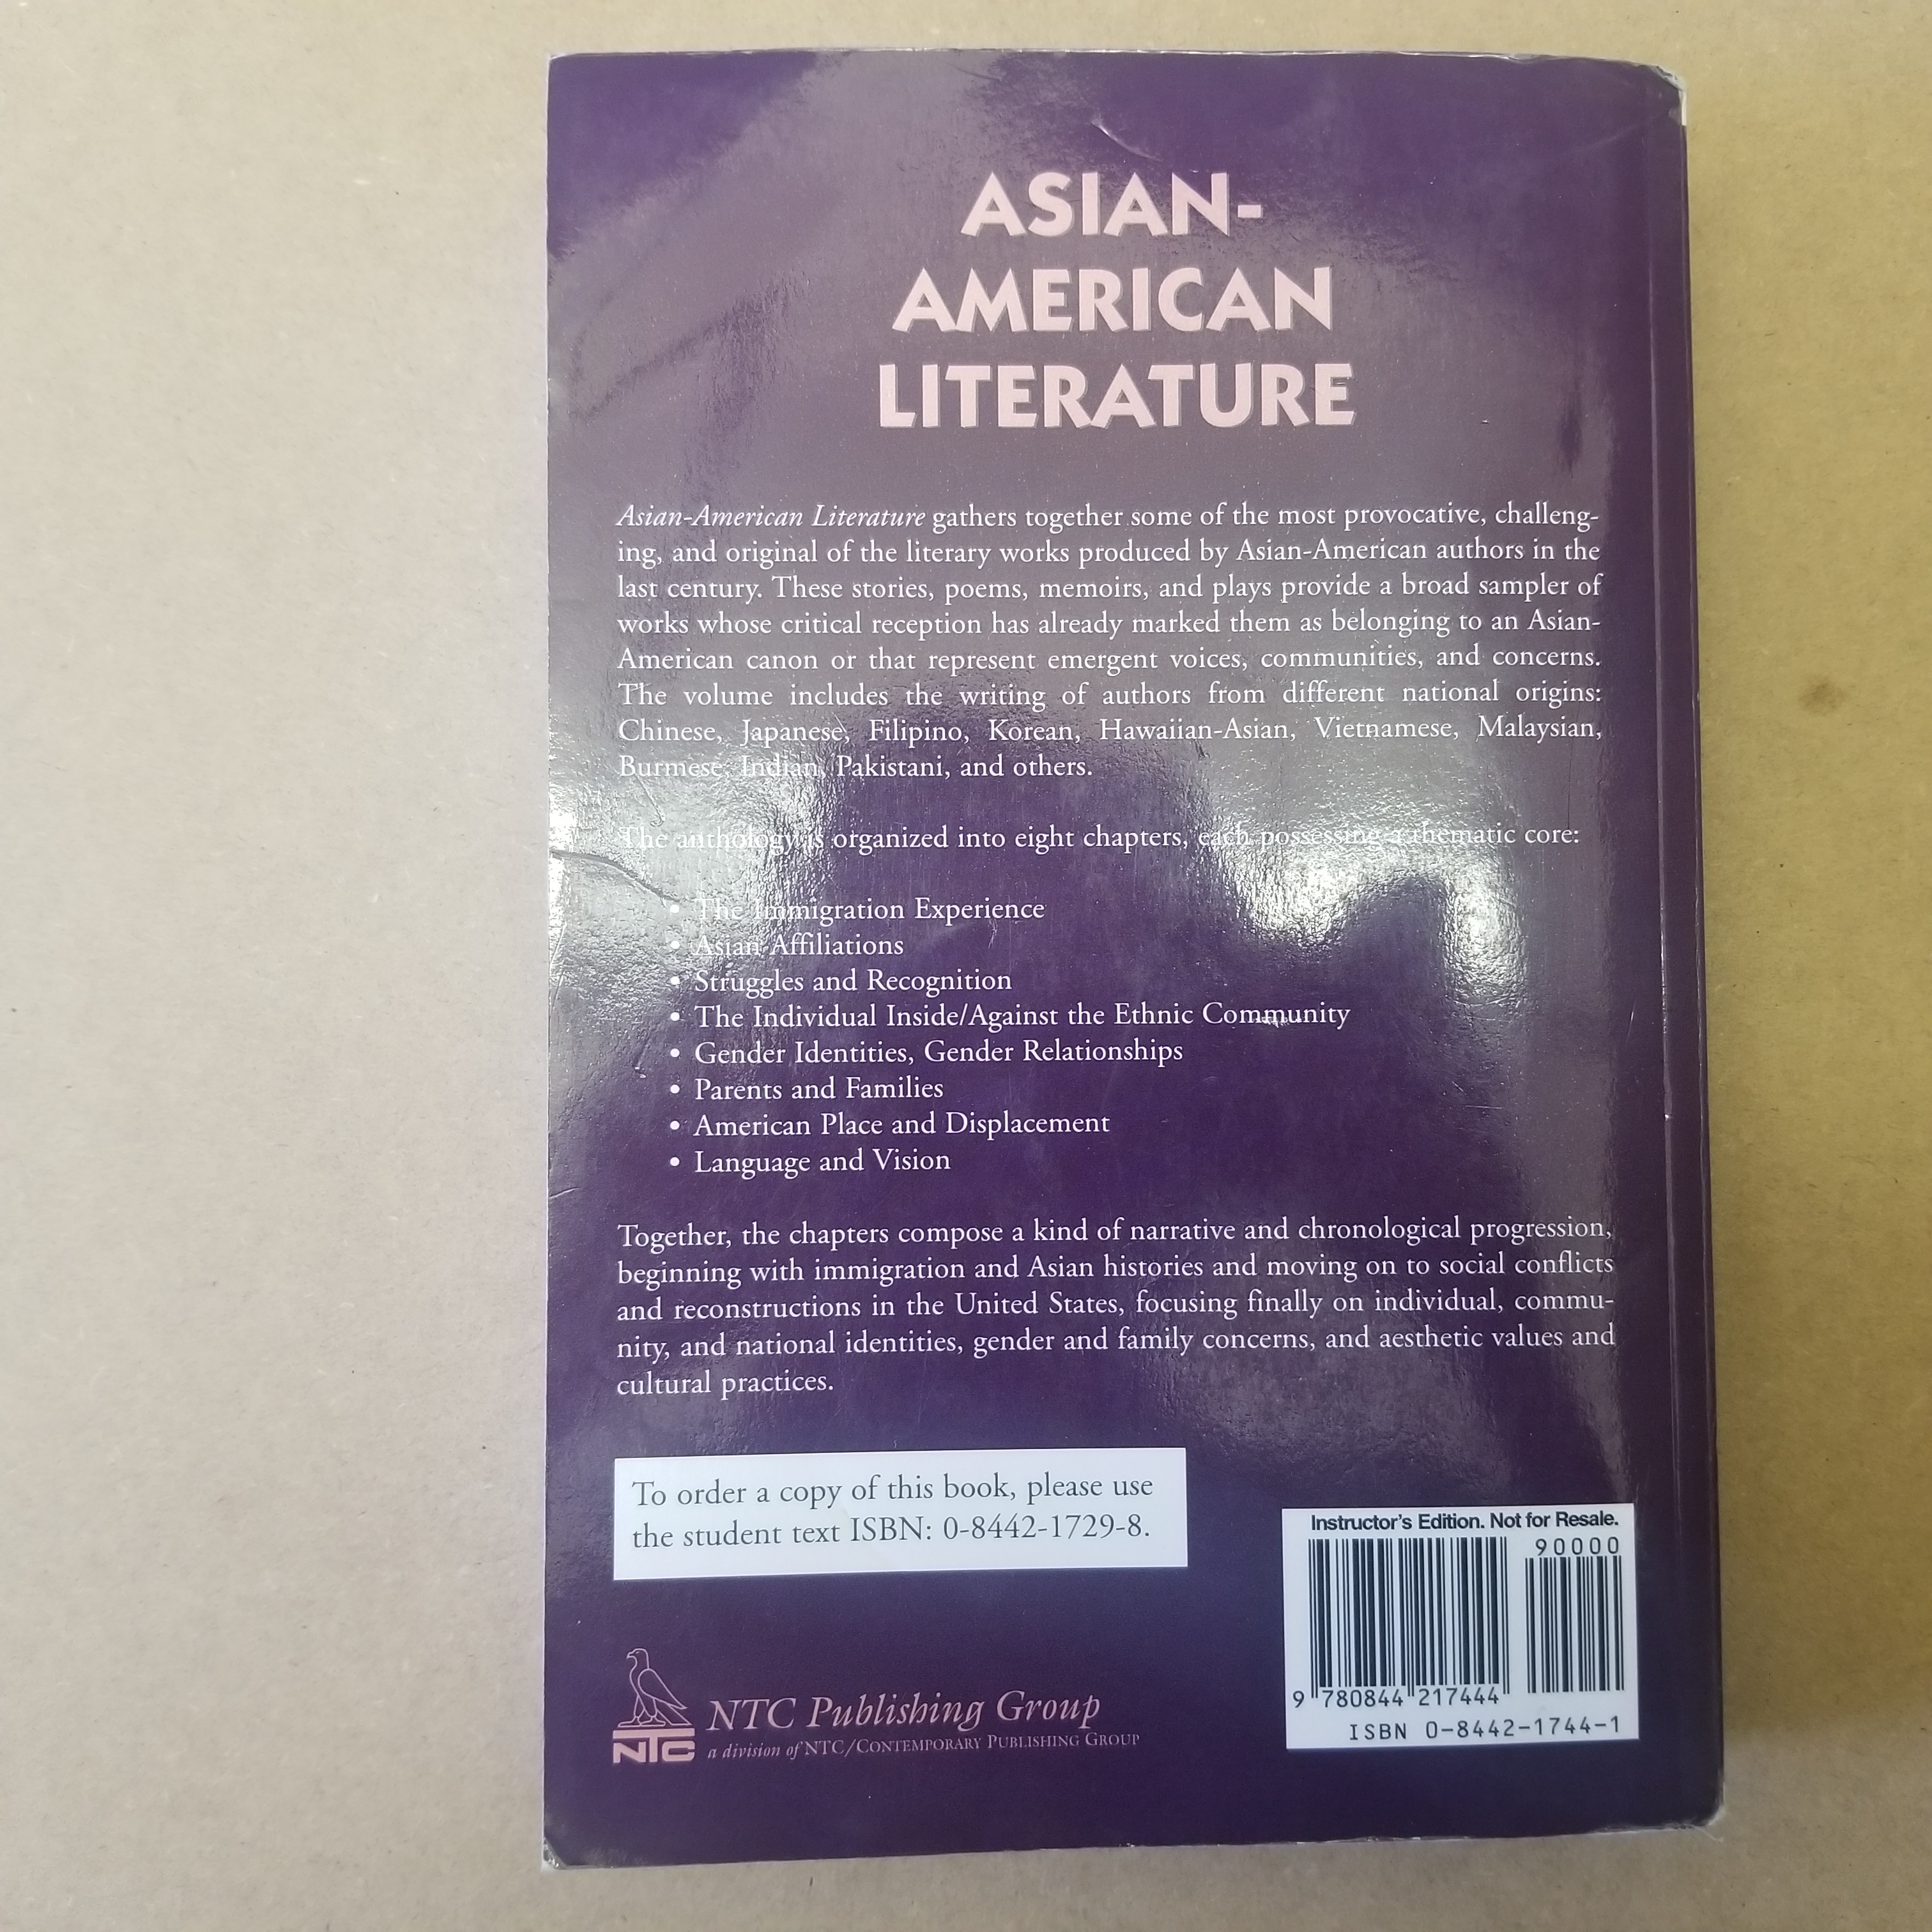 ASIAN-
AMERICAN
LITERATURE
Asian-American Literature gathers together some of the most provocative, challeng-
ing, and original of the literary works produced by Asian-American authors in the
last century. These stories, poems, memoirs, and plays provide a broad sampler of
works whose critical reception has already marked them as belonging to an Asian-
American canon or that represent emergent voices, communities, and concerns.
The volume includes the writing of authors from different national origins:
Chinese, Japanese, Filipino, Korean, Hawaiian-Asian, Vietnamese, Malaysian,
Burmese, Indian, Pakistani, and others.
The anthology is organized into eight chapters, each possessing a thematic core:
• The Immigration Experience
• Asian Affiliations
• Struggles and Recognition
• The Individual Inside/Against the Ethnic Community
• Gender Identities, Gender Relationships
• Parents and Families
• American Place and Displacement
• Language and Vision
Together, the chapters compose a kind of narrative and chronological progression,
beginning with immigration and Asian histories and moving on to social conflicts
and reconstructions in the United States, focusing finally on individual, commu-
nity, and national identities, gender and family concerns, and aesthetic values and
cultural practices.
To order a copy of this book, please use
the student text ISBN: 0-8442-1729-8.
Instructor's Edition. Not for Resale.
90000
9 780844 217444
ISBN 0-8442-1744-1
NTC NTC Publishing Group
a division of NTC/CONTEMPORARY PUBLISHING GROUP